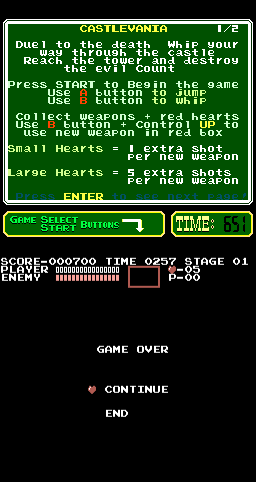 CASTLEVANIA 1/2
Duel to the death Whip your
way through the castle
Reach the tower and destroy
the evil Count
Press START to Begin the game
Use A button to jump
Use B button to whip
Collect weapons + red hearts
Use B button + Control UP to
use new weapon in red box
Small Hearts = 1 extra shot
per new weapon
Large Hearts = 5 extra shots
per new weapon
ENTER
GAME SELECT
START BUTTONS
TIME: 651
SCORE-000700 TIME 0257 STAGE 01
PLAYER -05
ENEMY P-00
GAME OVER
CONTINUE
END